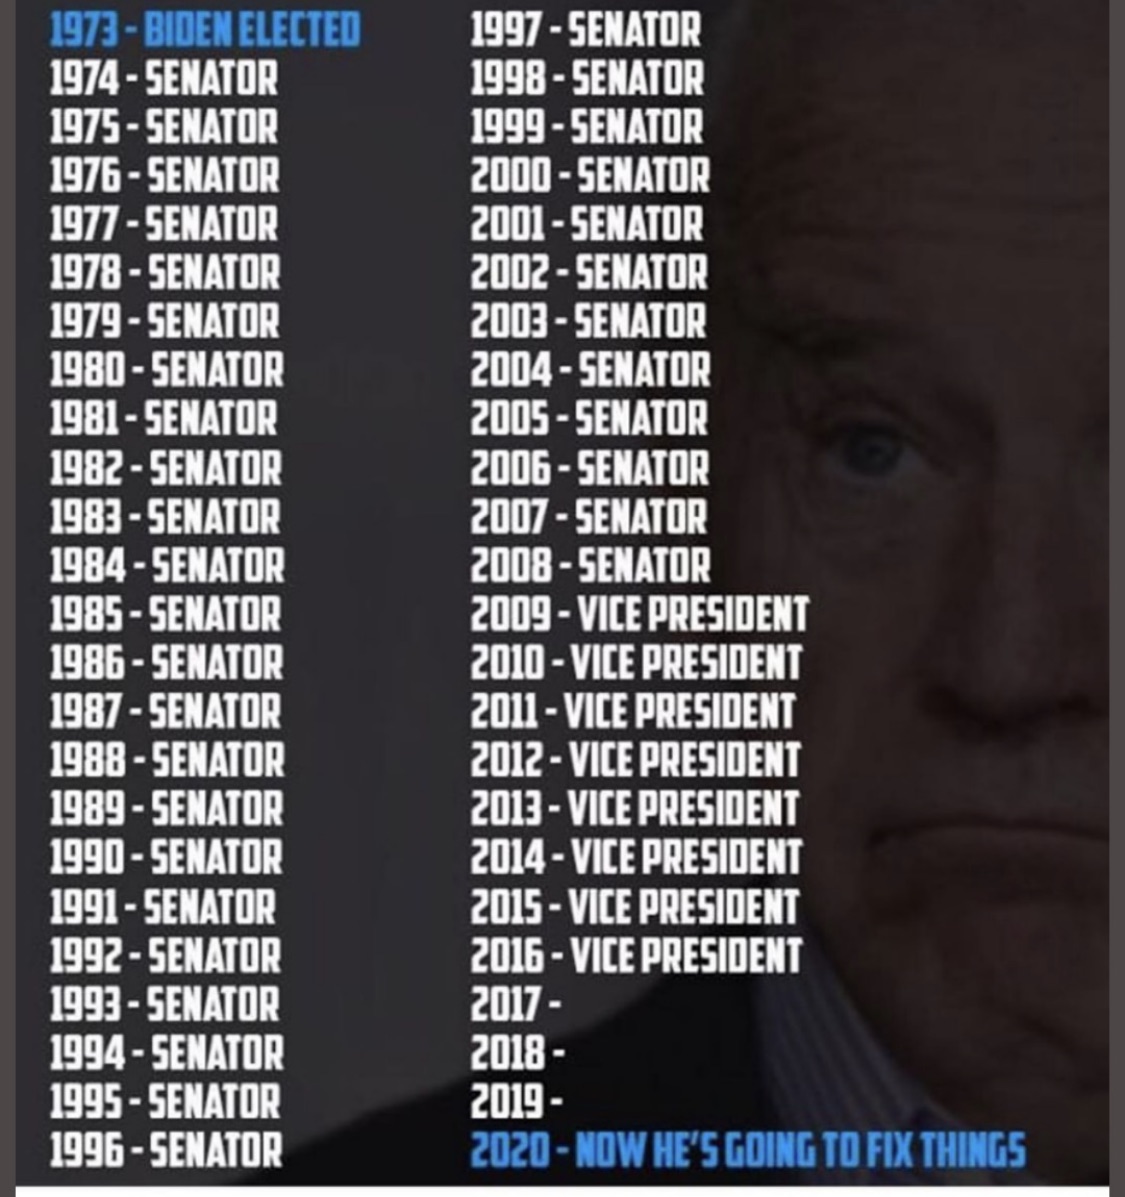 1973 - BIDEN ELECTED
1974 - SENATOR
1975 - SENATOR
1976 - SENATOR
1977 - SENATOR
1978 - SENATOR
1979 - SENATOR
1980 - SENATOR
1981 - SENATOR
1982 - SENATOR
1983 - SENATOR
1984 - SENATOR
1985 - SENATOR
1986 - SENATOR
1987 - SENATOR
1988 - SENATOR
1989 - SENATOR
1990 - SENATOR
1991 - SENATOR
1992 - SENATOR
1993 - SENATOR
1994 - SENATOR
1995 - SENATOR
1996 - SENATOR
1997 - SENATOR
1998 - SENATOR
1999 - SENATOR
2000 - SENATOR
2001 - SENATOR
2002 - SENATOR
2003 - SENATOR
2004 - SENATOR
2005 - SENATOR
2006 - SENATOR
2007 - SENATOR
2008 - SENATOR
2009 - VICE PRESIDENT
2010 - VICE PRESIDENT
2011 - VICE PRESIDENT
2012 - VICE PRESIDENT
2013 - VICE PRESIDENT
2014 - VICE PRESIDENT
2015 - VICE PRESIDENT
2016 - VICE PRESIDENT
2017 -
2018 -
2019 -
2020 - NOW HE'S GOING TO FIX THINGS